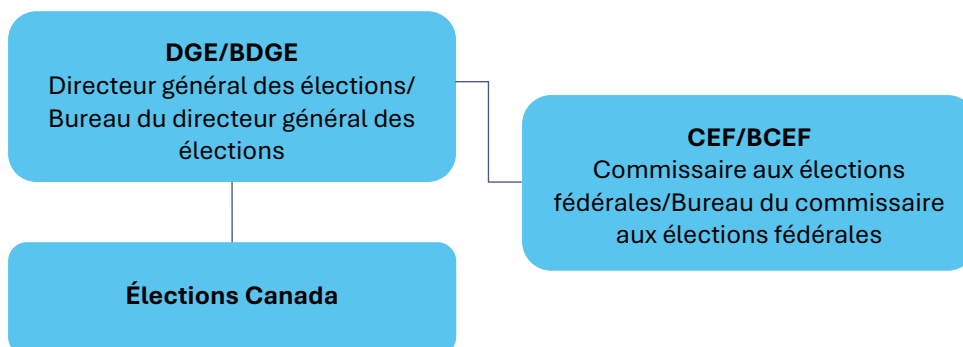 DGE/BDGE
Directeur général des élections/
Bureau du directeur général des
élections
CEF/BCEF
Commissaire aux élections
fédérales/Bureau du commissaire
aux élections fédérales
Élections Canada